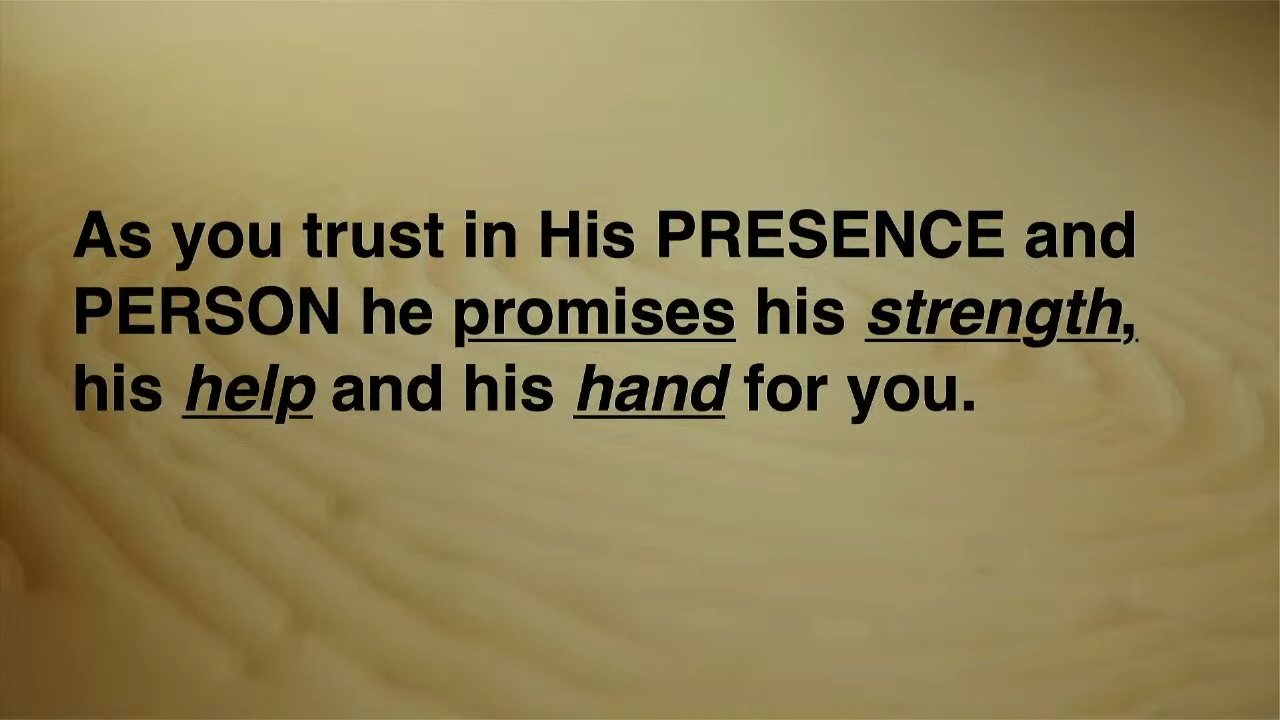 As you trust in His PRESENCE and
PERSON he promises his strength,
his help and his hand for you.